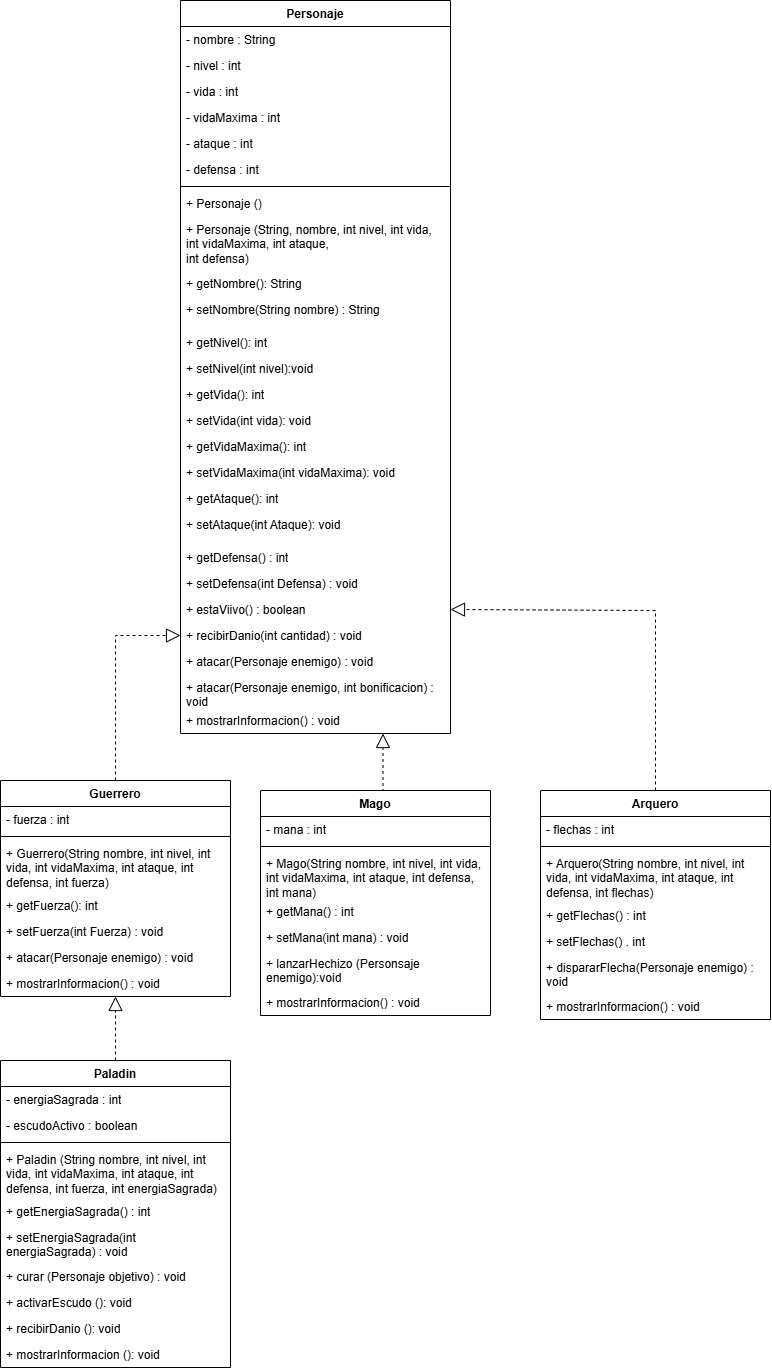 Personaje
- nombre : String
- nivel : int
- vida : int
- vidaMaxima : int
- ataque : int
- defensa : int
+ Personaje ()
+ Personaje (String, nombre, int nivel, int vida,
int vidaMaxima, int ataque,
int defensa)
+ getNombre(): String
+ setNombre(String nombre) : String
+ getNivel(): int
+ setNivel(int nivel):void
+ getVida(): int
+ setVida(int vida): void
+ getVidaMaxima(): int
+ setVidaMaxima(int vidaMaxima): void
+ getAtaque(): int
+ setAtaque(int Ataque): void
+ getDefensa() : int
+ setDefensa(int Defensa) : void
+ estaViivo() : boolean
+ recibirDanio(int cantidad) : void
+ atacar(Personaje enemigo) : void
+ atacar(Personaje enemigo, int bonificacion) :
void
+ mostrarInformacion() : void
Guerrero
- fuerza : int
+ Guerrero(String nombre, int nivel, int
vida, int vidaMaxima, int ataque, int
defensa, int fuerza)
+ getFuerza(): int
+ setFuerza(int Fuerza) : void
+ atacar(Personaje enemigo) : void
+ mostrarInformacion() : void
Mago
- mana : int
+ Mago(String nombre, int nivel, int vida,
int vidaMaxima, int ataque, int defensa,
int mana)
+ getMana() : int
+ setMana(int mana) : void
+ lanzarHechizo (Personsaje
enemigo):void
+ mostrarInformacion() : void
Arquero
- flechas : int
+ Arquero(String nombre, int nivel, int
vida, int vidaMaxima, int ataque, int
defensa, int flechas)
+ getFlechas() : int
+ setFlechas() . int
+ dispararFlecha(Personaje enemigo) :
void
+ mostrarInformacion() : void
Paladin
- energiaSagrada : int
- escudoActivo : boolean
+ Paladin (String nombre, int nivel, int
vida, int vidaMaxima, int ataque, int
defensa, int fuerza, int energiaSagrada)
+ getEnergiaSagrada() : int
+ setEnergiaSagrada(int
energiaSagrada) : void
+ curar (Personaje objetivo) : void
+ activarEscudo (): void
+ recibirDanio (): void
+ mostrarInformacion (): void